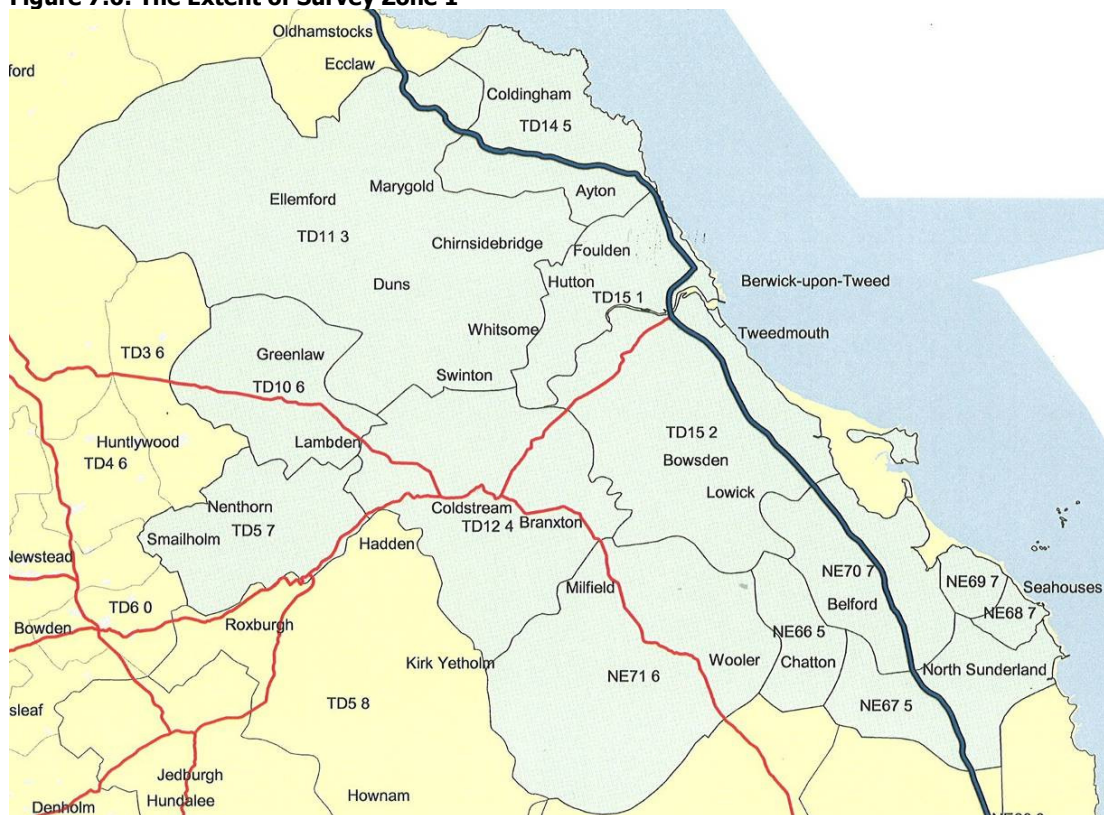 Figure 7.6: The Extent of Survey Zone 1
Oldhamstocks
ford
Ecclaw
Coldingham
TD14 5
Marygold
Ayton
Ellemford
TD11 3
Chirnsidebridge
Foulden
Duns
Hutton
TD15 1
Berwick-upon-Tweed
Whitsome
Tweedmouth
TD3 6
Greenlaw
TD10 6
Swinton
Huntlywood
TD4 6
Lambden
TD15 2
Bowsden
Lowick
Nenthorn
TD5 7
Smailholm
Coldstream
TD12 4
Branxton
Hadden
Newstead
TD6 0
Bowden
Roxburgh
Milfield
NE70 7
Belford
NE69 7
Seahouses
NE68 7
NE66 5
Chatton
Kirk Yetholm
Wooler
NE71 6
North Sunderland
NE67 5
sleaf
TD5 8
Jedburgh
Hundalee
Hownam
Denholm